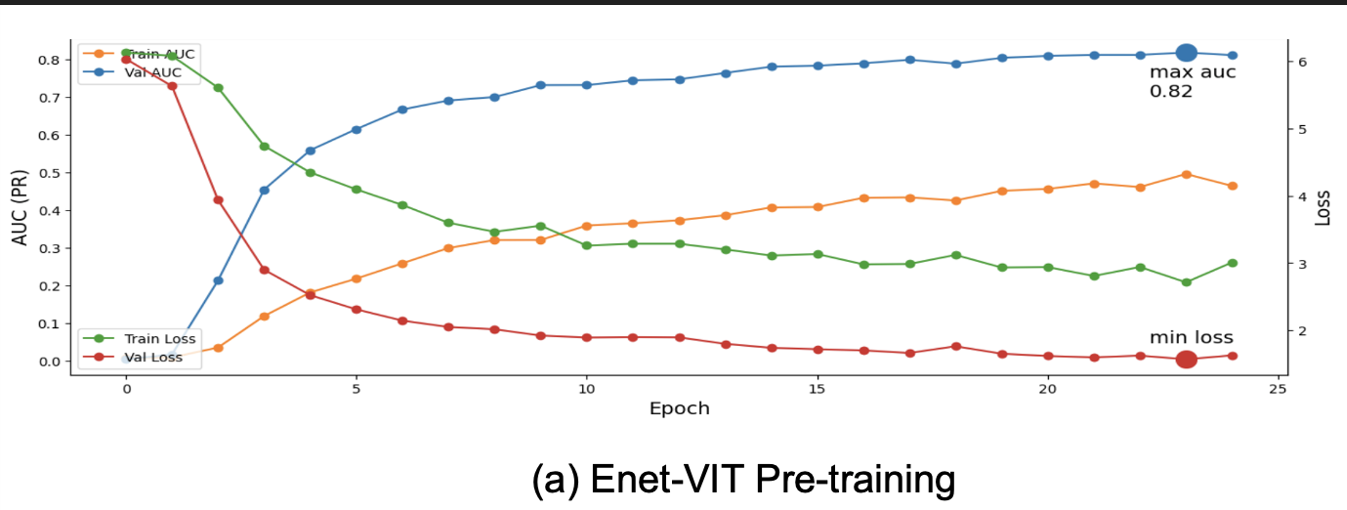 Train AUC
Val AUC
max auc
0.82
min loss
Train Loss
Val Loss
0.8
0.7
0.6
0.5
0.4
0.3
0.2
0.1
0.0
AUC (PR)
6
5
4
3
2
Loss
0 5 10 15 20 25
Epoch
(a) Enet-VIT Pre-training